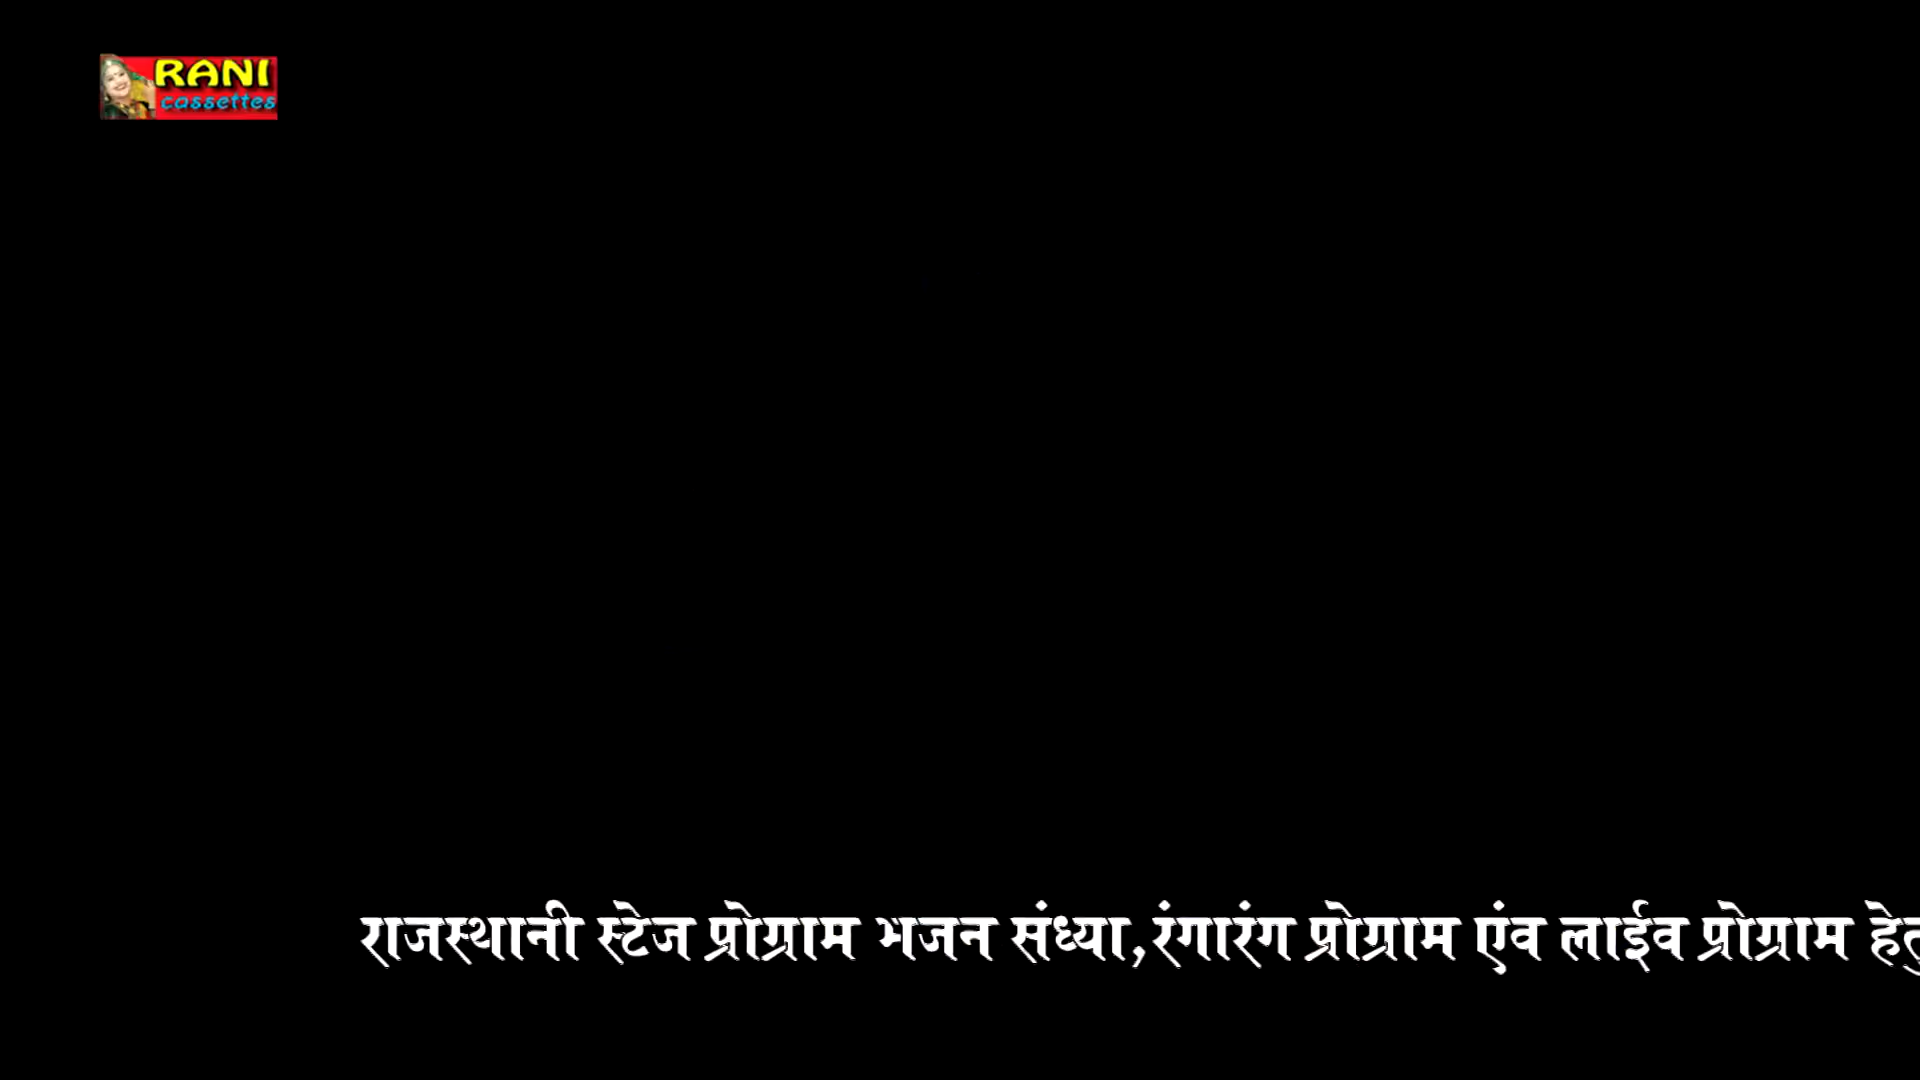 RANI
cassettes
राजस्थानी स्टेज प्रोग्राम भजन संध्या,रंगारंग प्रोग्राम एंव लाईव प्रोग्राम हेतु